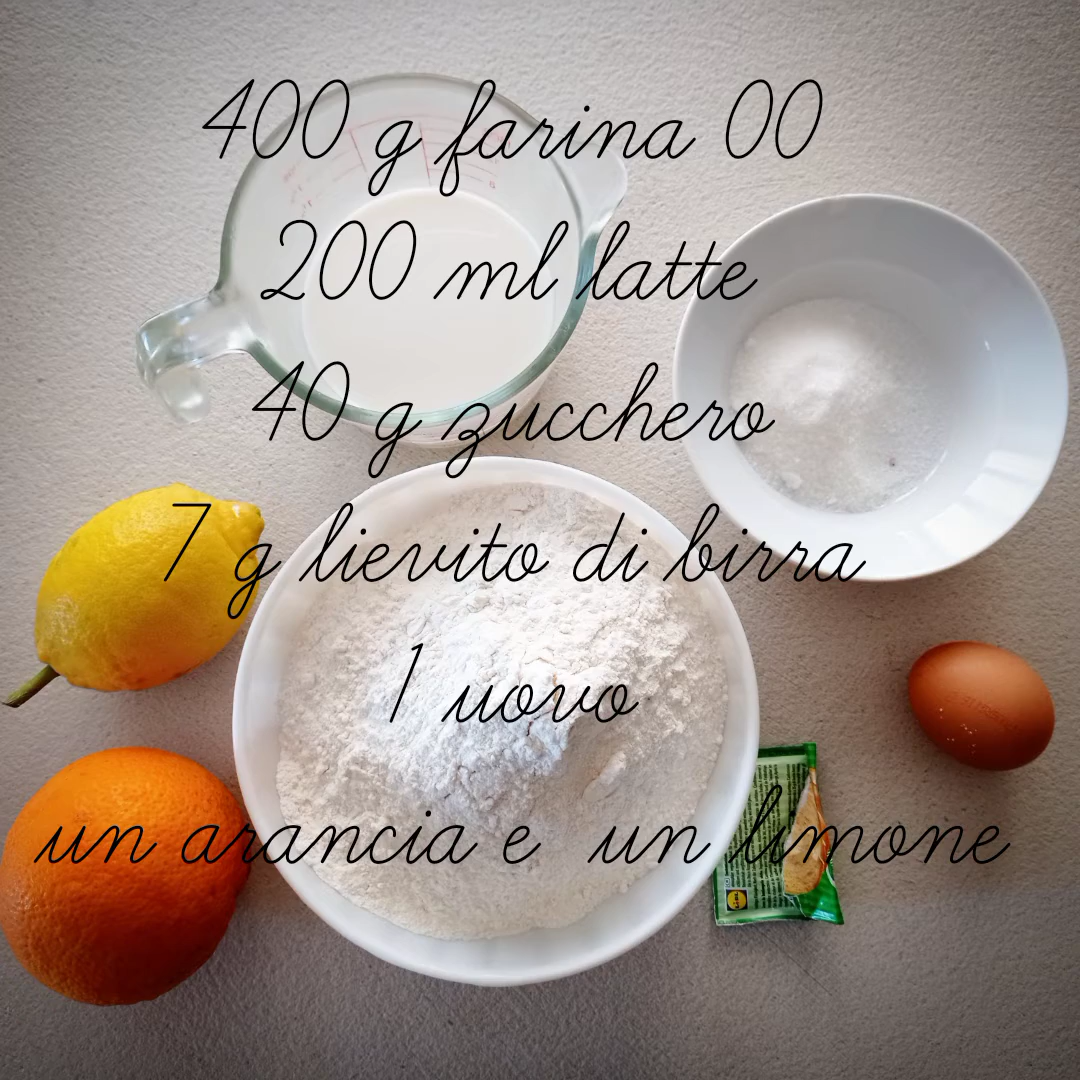 400 g farina 00
200 ml latte
40 g zucchero
7 g lievito di birra
1 uovo
un arancia e un limone